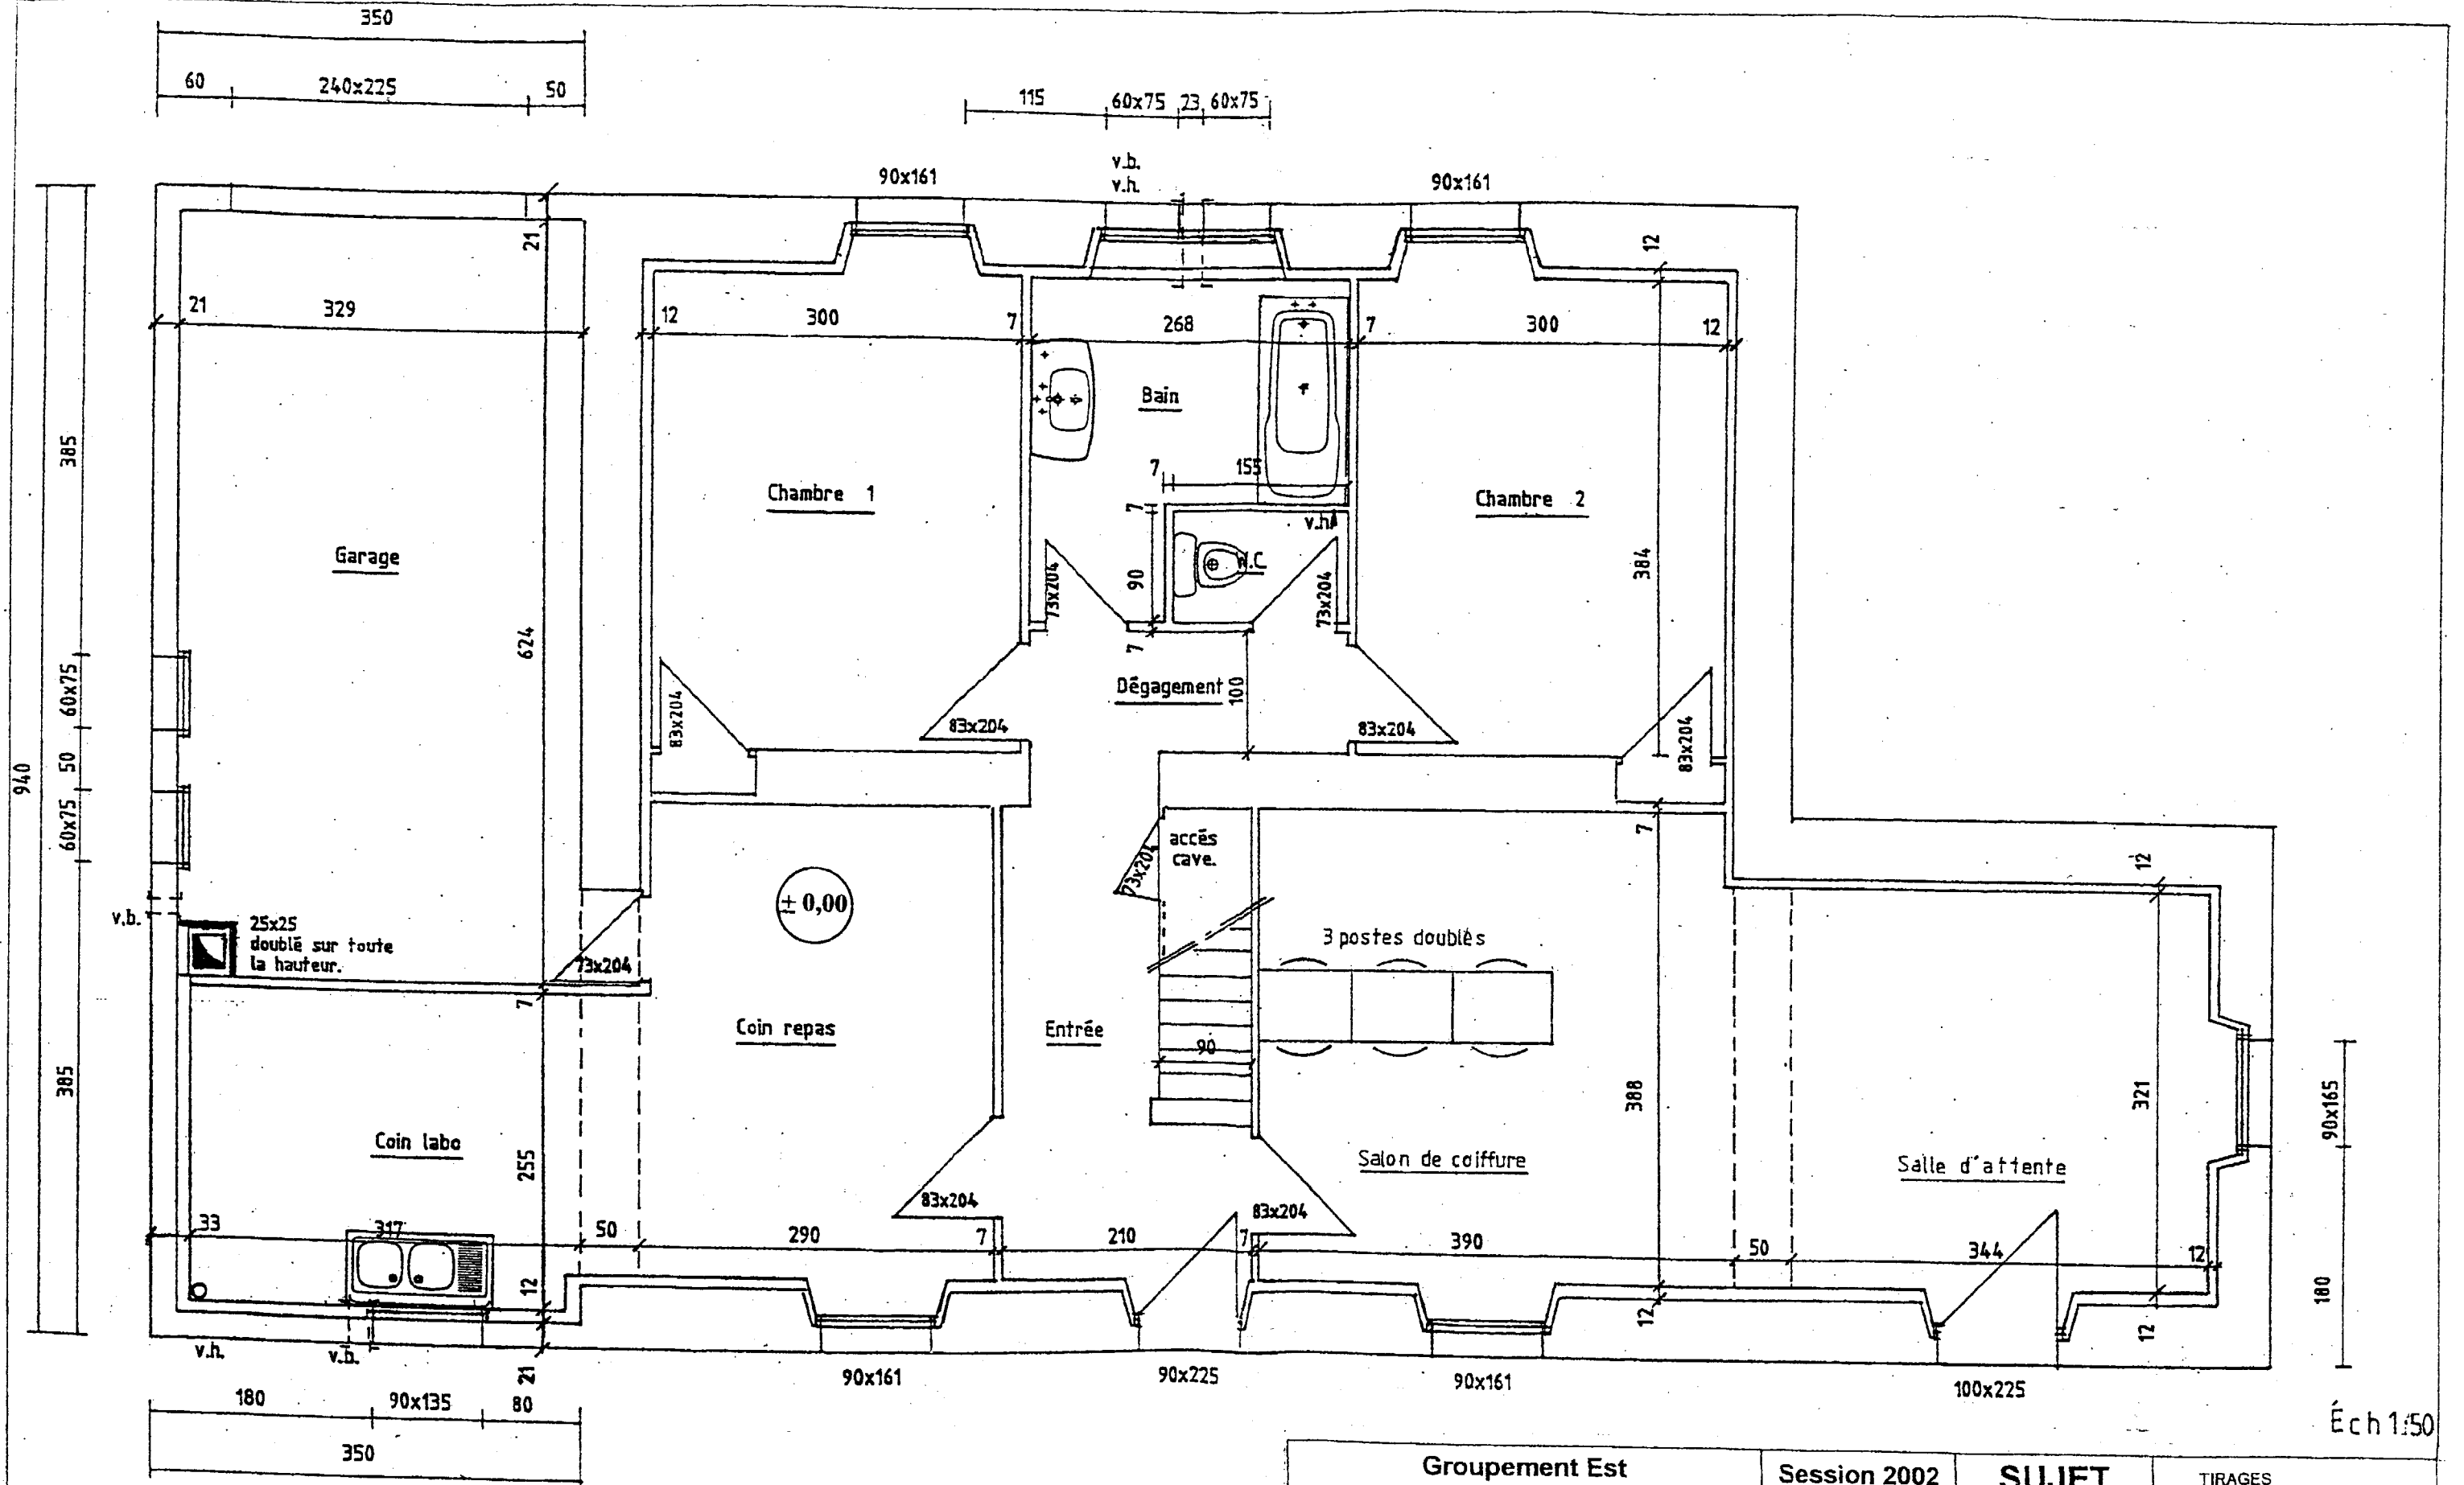 350
60 240x225 50
115 60x75 23 60x75
v.b.
v.h.
90x161 90x161
21 12
21 329 12 300 7 268 7 300 12
385
Bain
7 155
Chambre 1 Chambre 2
7
v.h.
Garage
W.C.
90
73x204 73x204
384
624
7
60x75
Dégagement
100
83x204 83x204 83x204 83x204
50
940
60x75
7
accès
cave.
73x204
12
± 0,00
v.b.
25x25
doublé sur toute
la hauteur.
3 postes doublés
73x204
7
Coin repas Entrée
90
385
388
321
90x165
Coin labo
255
Salon de coiffure
Salle d'attente
83x204 83x204
33 317 50 290 7 210 7 390 50 344 12
12
180
12
12
v.h. v.b.
21
90x161 90x225 90x161 100x225
180 90x135 80
350
Éch 1:50
Groupement Est Session 2002 SUJET TIRAGES